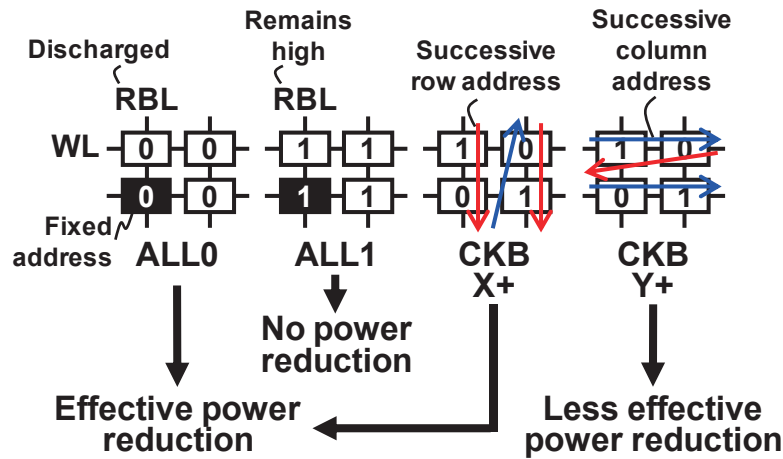 Discharged
RBL
Remains
high
RBL
Successive
row address
Successive
column
address
WL
0 0
1 1
1 0
1 0
0 0
1 1
0 1
0 1
Fixed
address
ALL0
ALL1
CKB
X+
CKB
Y+
No power
reduction
Effective power
reduction
Less effective
power reduction